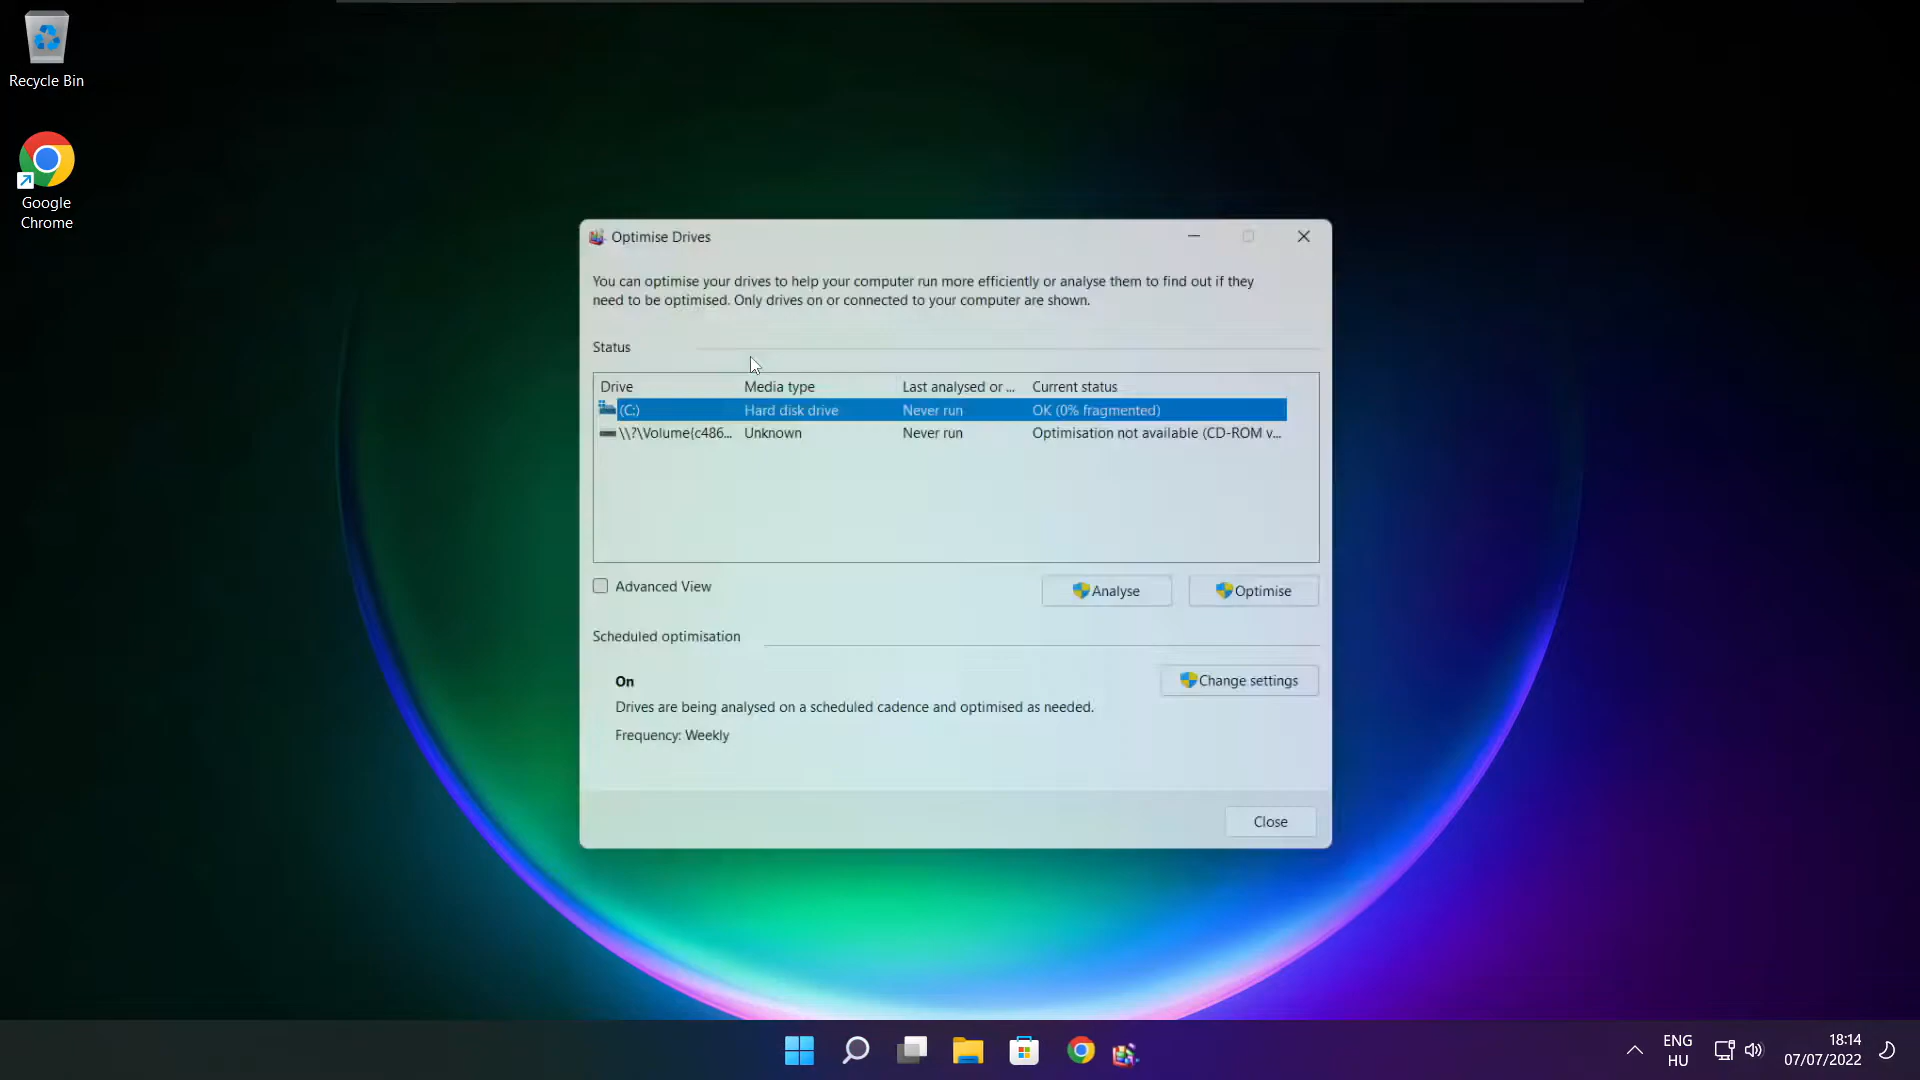 Recycle Bin
Google
Chrome
Optimise Drives
You can optimise your drives to help your computer run more efficiently or analyse them to find out if they
need to be optimised. Only drives on or connected to your computer are shown.
Status
Drive Media type Last analysed or ... Current status
(C:) Hard disk drive Never run OK (0% fragmented)
\\?\Volume{c486... Unknown Never run Optimisation not available (CD-ROM v...
Advanced View
Analyse
Optimise
Scheduled optimisation
On
Change settings
Drives are being analysed on a scheduled cadence and optimised as needed.
Frequency: Weekly
Close
ENG
HU
18:14
07/07/2022